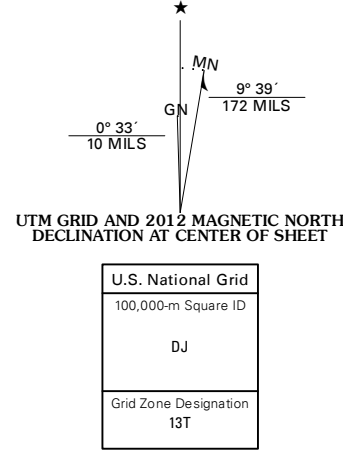 ★
MN
9° 39´
172 MILS
GN
0° 33´
10 MILS
UTM GRID AND 2012 MAGNETIC NORTH
DECLINATION AT CENTER OF SHEET
U.S. National Grid
100,000-m Square ID
DJ
Grid Zone Designation
13T